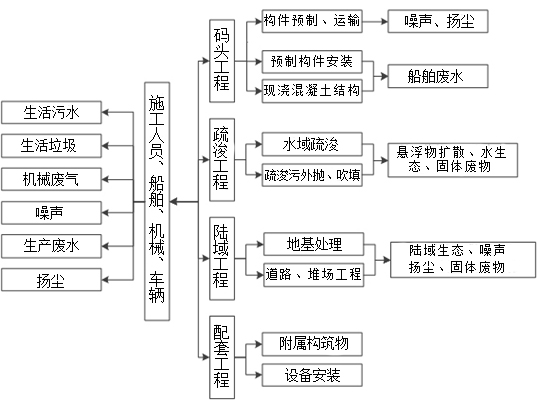 生活污水
生活垃圾
机械废气
噪声
生产废水
扬尘
施工人员、船舶、机械、车辆
码头工程
构件预制、运输
噪声、扬尘
预制构件安装
现浇混凝土结构
船舶废水
疏浚工程
水域疏浚
疏浚污外抛、吹填
悬浮物扩散、水生
态、固体废物
陆域工程
地基处理
道路、堆场工程
陆域生态、噪声
扬尘、固体废物
配套工程
附属构筑物
设备安装